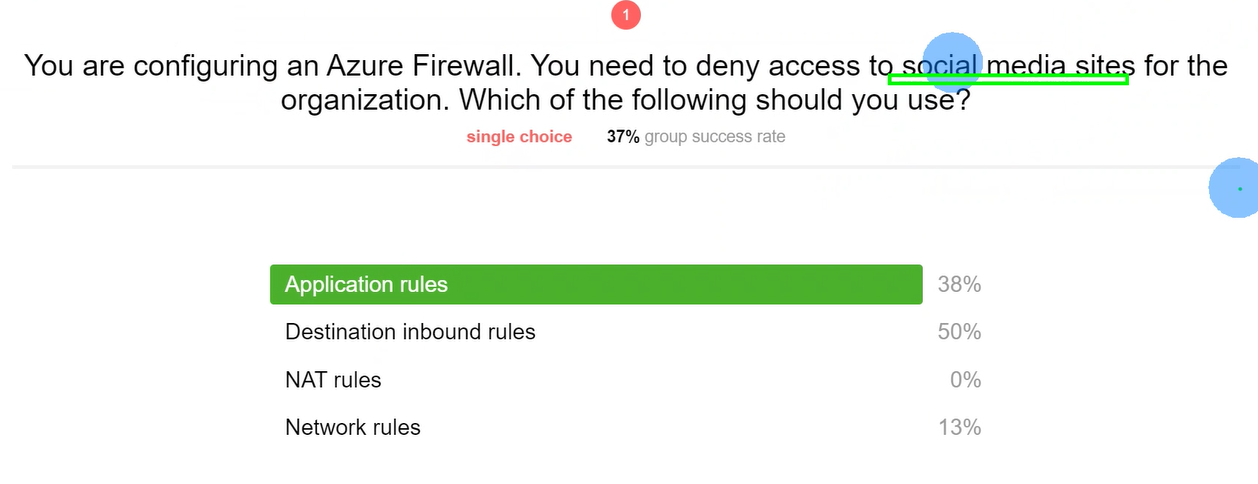 1
You are configuring an Azure Firewall. You need to deny access to social media sites for the
organization. Which of the following should you use?
single choice 37% group success rate
Application rules 38%
Destination inbound rules 50%
NAT rules 0%
Network rules 13%